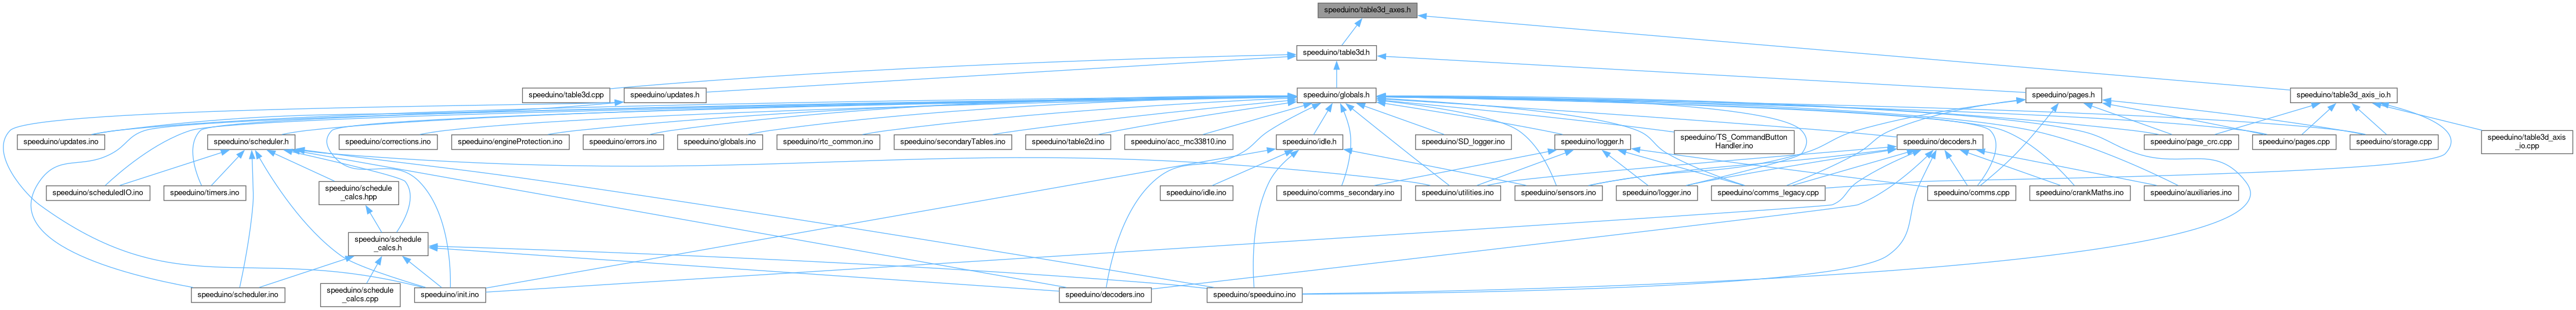 speeduino/table3d_axes.h
speeduino/table3d.h
speeduino/table3d.cpp
speeduino/updates.h
speeduino/globals.h
speeduino/pages.h
speeduino/table3d_axis_io.h
speeduino/updates.ino
speeduino/scheduler.h
speeduino/corrections.ino
speeduino/engineProtection.ino
speeduino/errors.ino
speeduino/globals.ino
speeduino/rtc_common.ino
speeduino/secondaryTables.ino
speeduino/table2d.ino
speeduino/acc_mc33810.ino
speeduino/idle.h
speeduino/SD_logger.ino
speeduino/logger.h
speeduino/TS_CommandButton
Handler.ino
speeduino/decoders.h
speeduino/page_crc.cpp
speeduino/pages.cpp
speeduino/storage.cpp
speeduino/table3d_axis
_io.cpp
speeduino/scheduledIO.ino
speeduino/timers.ino
speeduino/schedule
_calcs.hpp
speeduino/idle.ino
speeduino/comms_secondary.ino
speeduino/utilities.ino
speeduino/sensors.ino
speeduino/logger.ino
speeduino/comms_legacy.cpp
speeduino/comms.cpp
speeduino/crankMaths.ino
speeduino/auxiliaries.ino
speeduino/schedule
_calcs.h
speeduino/scheduler.ino
speeduino/schedule
_calcs.cpp
speeduino/init.ino
speeduino/decoders.ino
speeduino/speeduino.ino